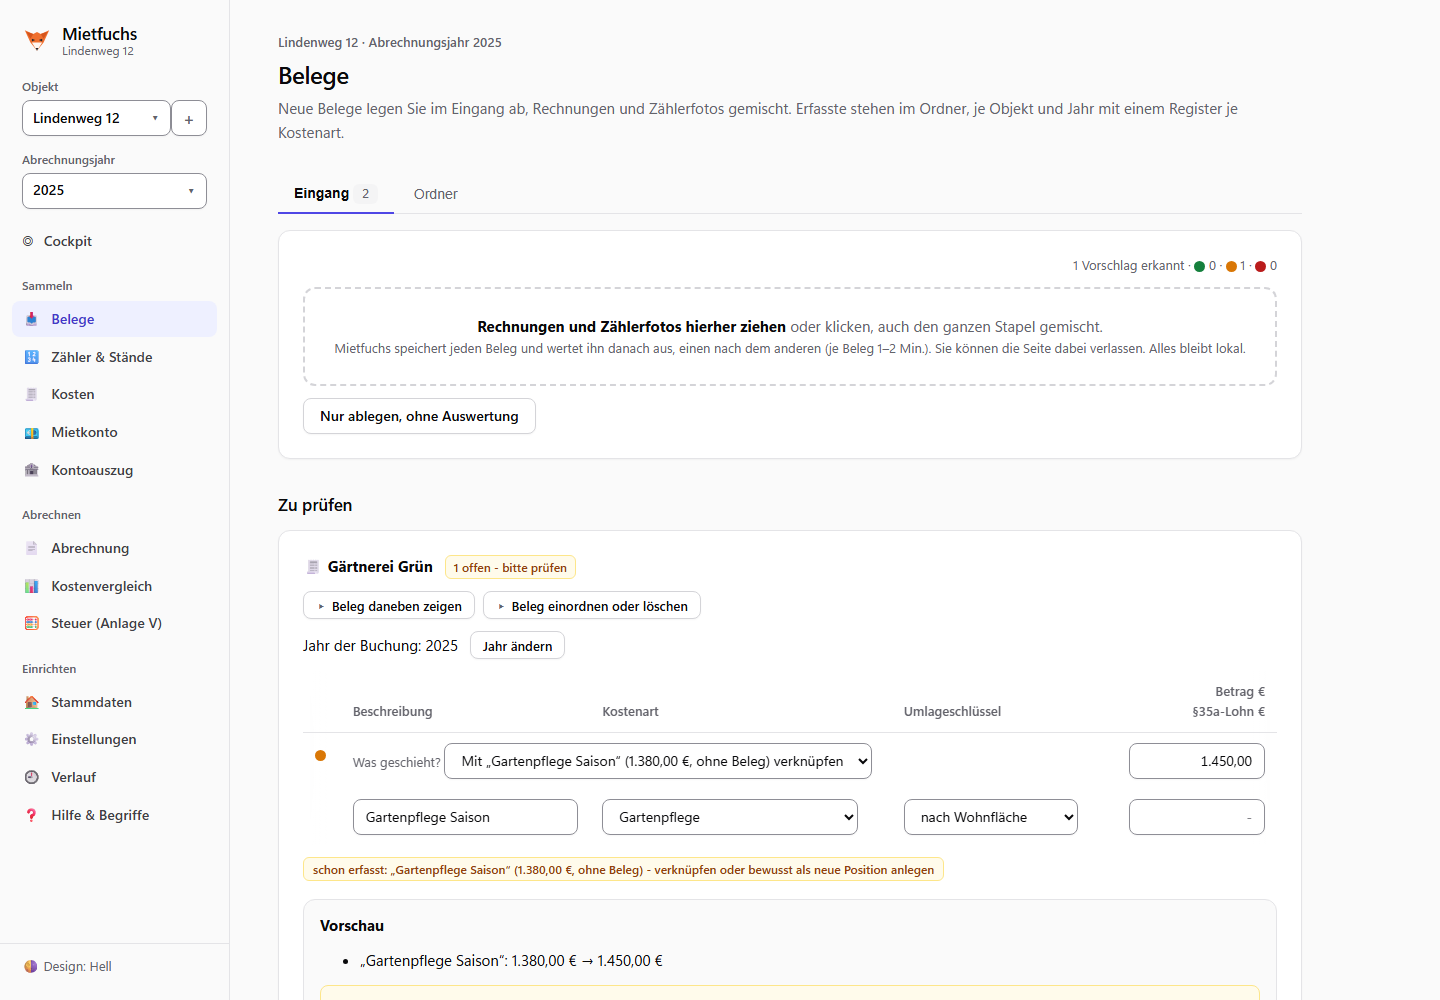 Mietfuchs
Lindenweg 12
Objekt
Lindenweg 12
+
Abrechnungsjahr
2025
Cockpit
Sammeln
Belege
Zähler & Stände
Kosten
Mietkonto
Kontoauszug
Abrechnen
Abrechnung
Kostenvergleich
Steuer (Anlage V)
Einrichten
Stammdaten
Einstellungen
Verlauf
Hilfe & Begriffe
Design: Hell
Lindenweg 12 · Abrechnungsjahr 2025
Belege
Neue Belege legen Sie im Eingang ab, Rechnungen und Zählerfotos gemischt. Erfasste stehen im Ordner, je Objekt und Jahr mit einem Register je
Kostenart.
Eingang 2
Ordner
1 Vorschlag erkannt · 0 · 1 · 0
Rechnungen und Zählerfotos hierher ziehen oder klicken, auch den ganzen Stapel gemischt.
Mietfuchs speichert jeden Beleg und wertet ihn danach aus, einen nach dem anderen (je Beleg 1–2 Min.). Sie können die Seite dabei verlassen. Alles bleibt lokal.
Nur ablegen, ohne Auswertung
Zu prüfen
Gärtnerei Grün 1 offen - bitte prüfen
Beleg daneben zeigen
Beleg einordnen oder löschen
Jahr der Buchung: 2025 Jahr ändern
Beschreibung Kostenart Umlageschlüssel Betrag €
§35a-Lohn €
Was geschieht? Mit „Gartenpflege Saison“ (1.380,00 €, ohne Beleg) verknüpfen 1.450,00
Gartenpflege Saison Gartenpflege nach Wohnfläche -
schon erfasst: „Gartenpflege Saison“ (1.380,00 €, ohne Beleg) - verknüpfen oder bewusst als neue Position anlegen
Vorschau
• „Gartenpflege Saison“: 1.380,00 € → 1.450,00 €